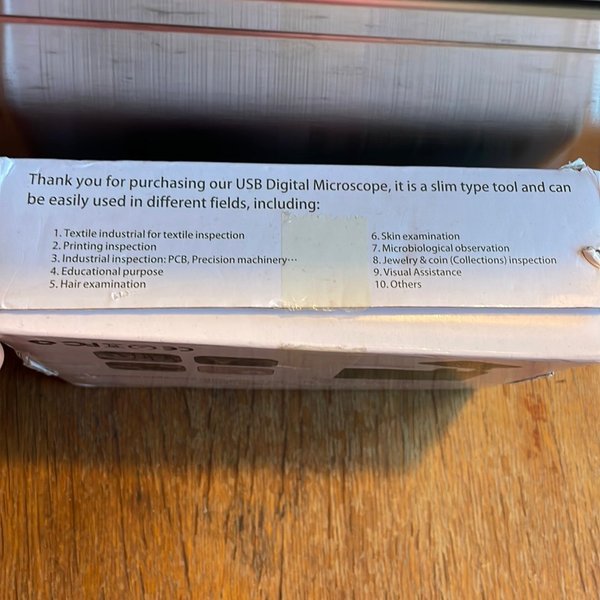 Thank you for purchasing our USB Digital Microscope, it is a slim type tool and can
be easily used in different fields, including:
1. Textile industrial for textile inspection
2. Printing inspection
3. Industrial inspection: PCB, Precision machinery···
4. Educational purpose
5. Hair examination
6. Skin examination
7. Microbiological observation
8. Jewelry & coin (Collections) inspection
9. Visual Assistance
10. Others